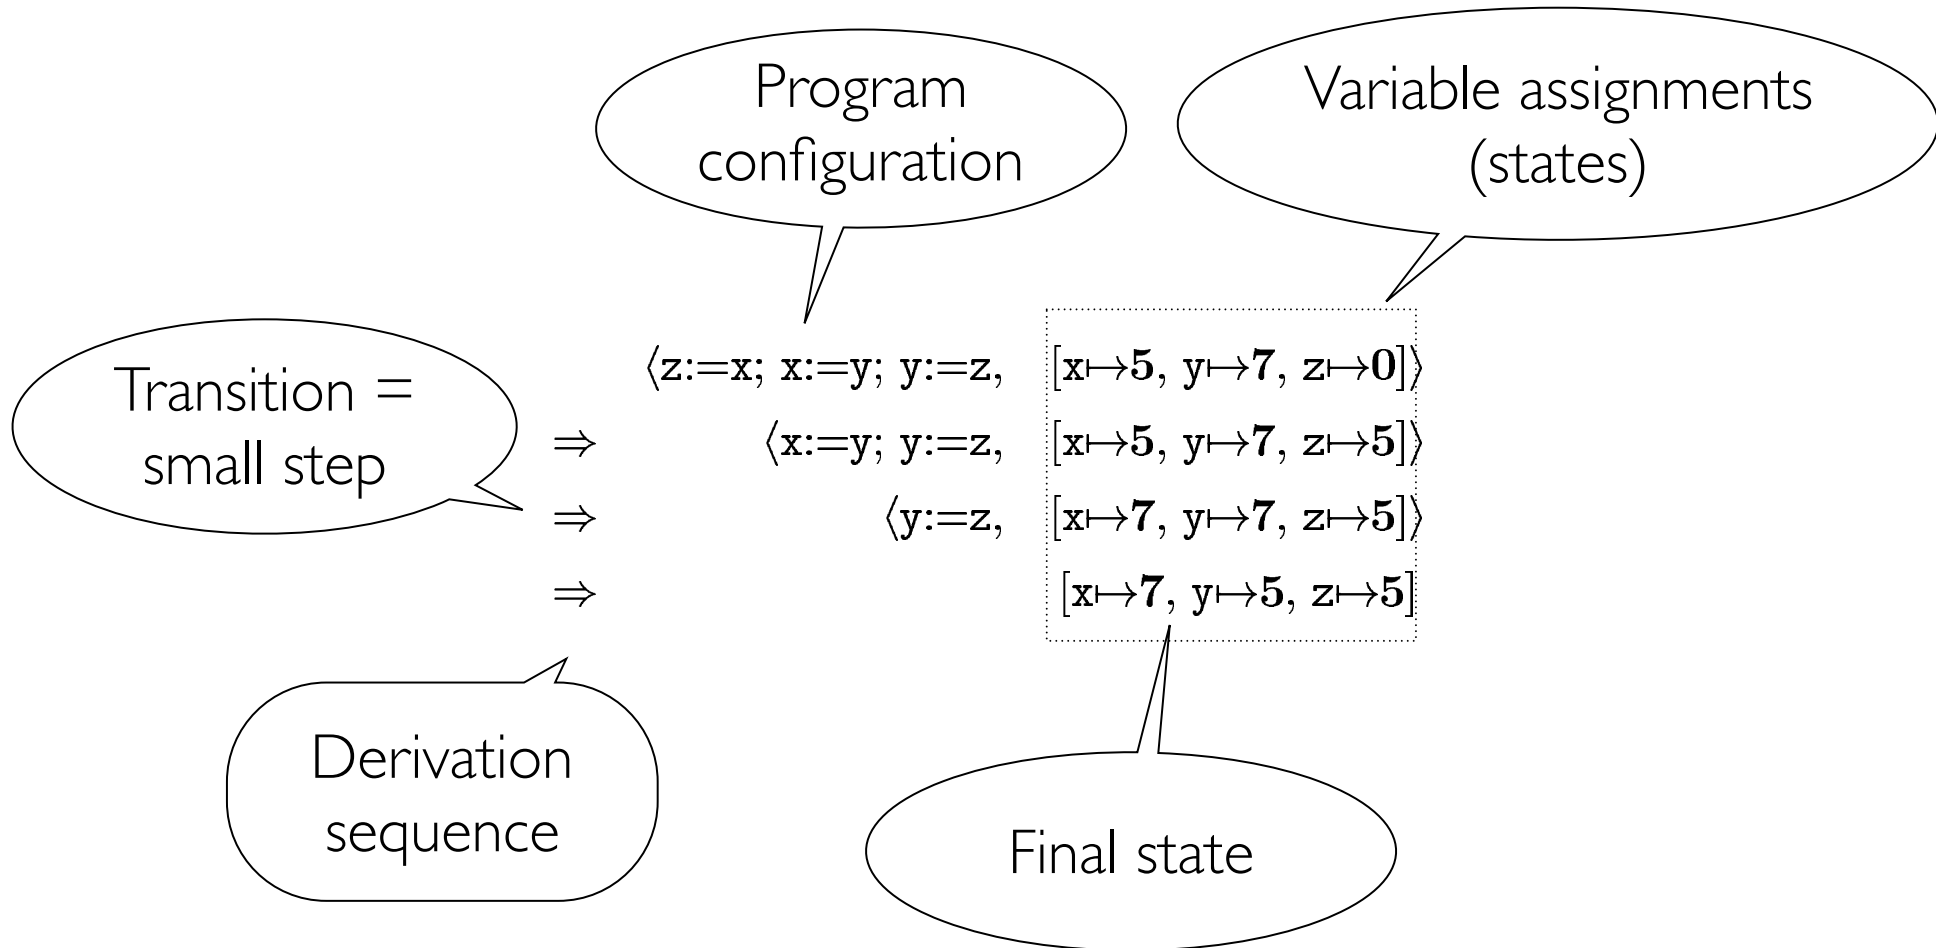 Program
configuration
Variable assignments
(states)
Transition =
small step
⟨z:=x; x:=y; y:=z, [x↦5, y↦7, z↦0]⟩
⇒ ⟨x:=y; y:=z, [x↦5, y↦7, z↦5]⟩
⇒ ⟨y:=z, [x↦7, y↦7, z↦5]⟩
⇒ [x↦7, y↦5, z↦5]
Derivation
sequence
Final state